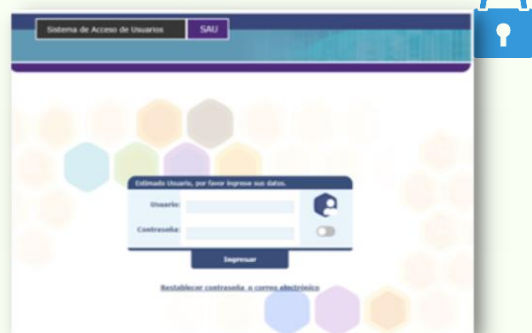 Sistema de Acceso de Usuarios SAU
Estimado Usuario, por favor ingrese sus datos.
Usuario:
Contraseña:
Ingresar
Restablecer contraseña o correo electrónico